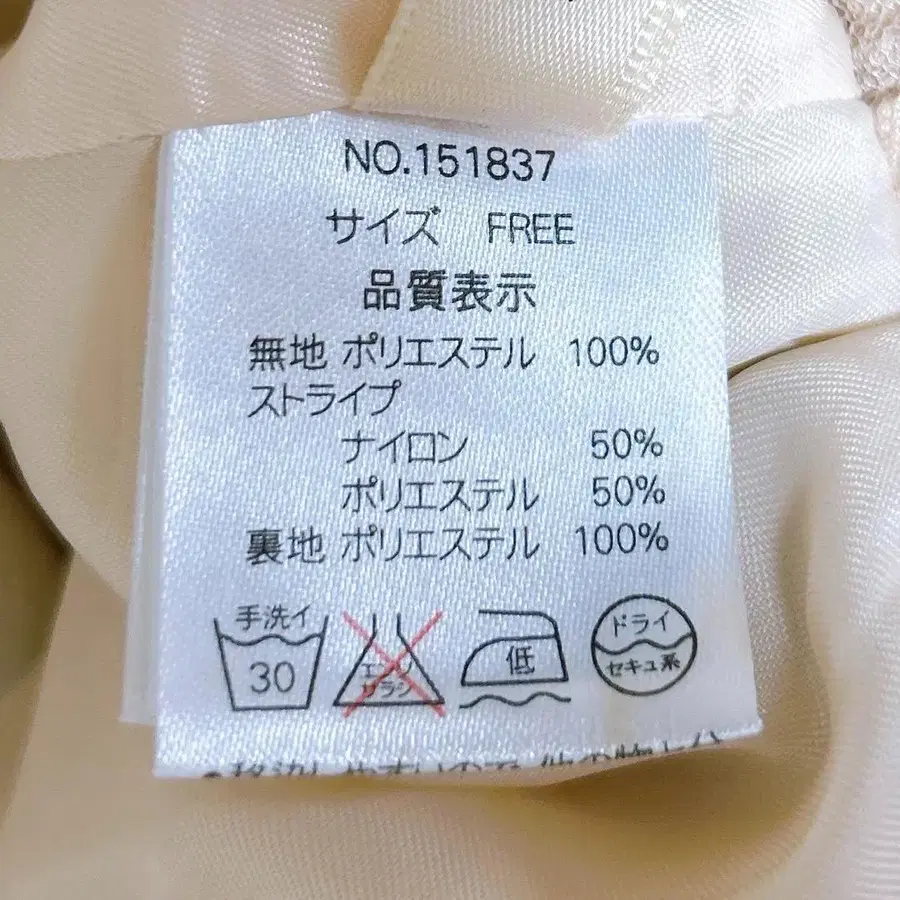 NO.151837
サイズ FREE
品質表示
無地 ポリエステル 100%
ストライプ
ナイロン 50%
ポリエステル 50%
裏地 ポリエステル 100%
手洗イ
30
エンソ
サラシ
低
ドライ
セキユ系